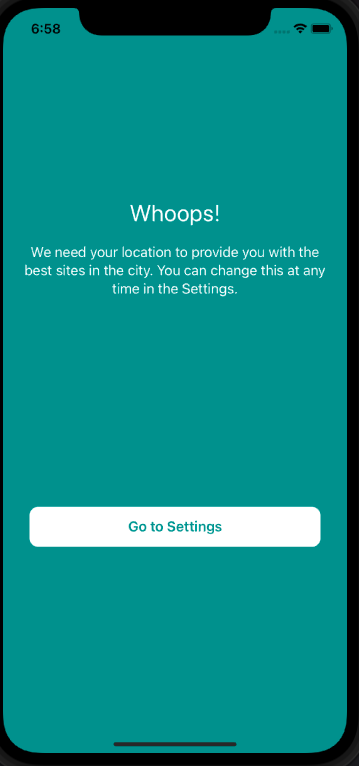 6:58
Whoops!
We need your location to provide you with the
best sites in the city. You can change this at any
time in the Settings.
Go to Settings